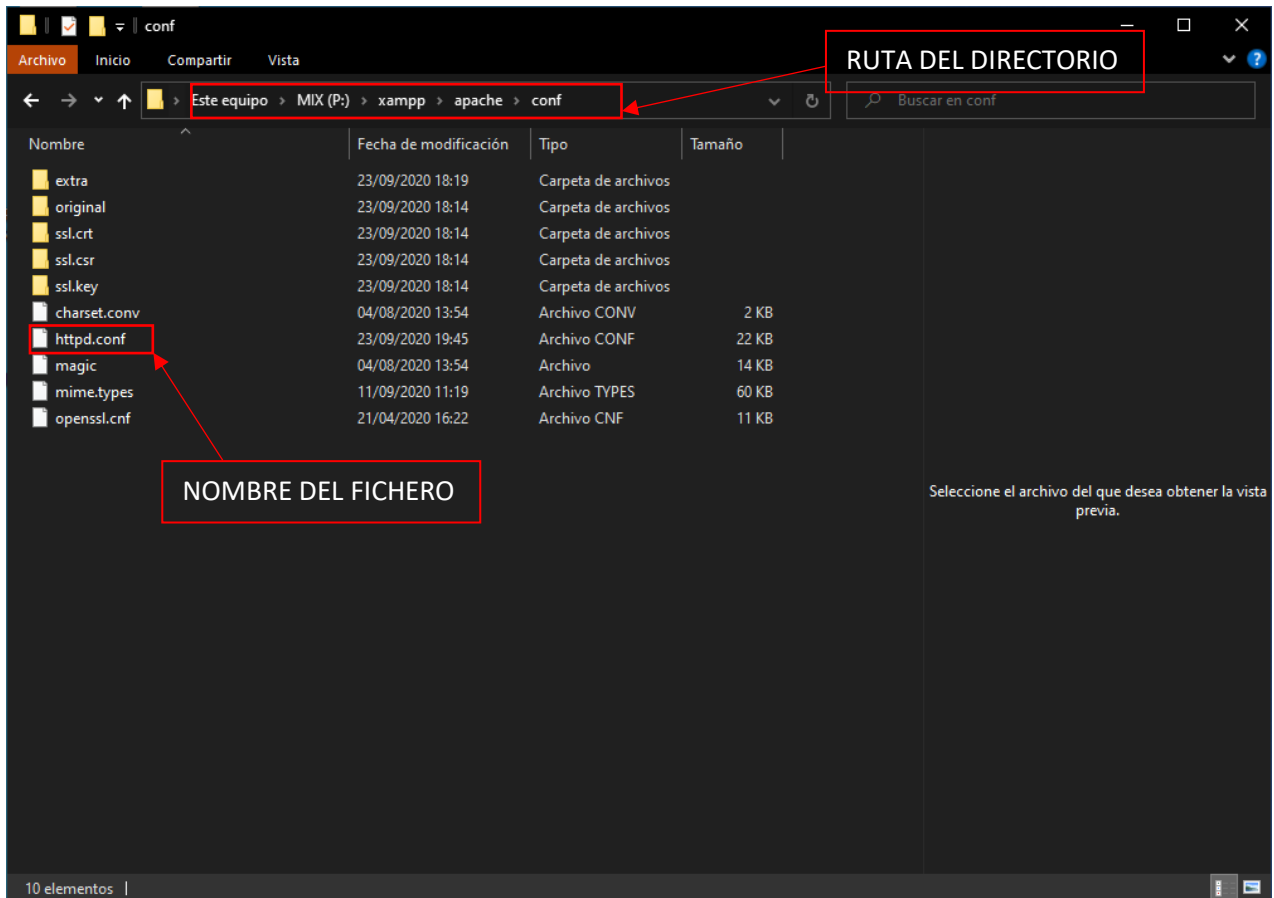 conf
Archivo Inicio Compartir Vista
RUTA DEL DIRECTORIO
Este equipo > MIX (P:) > xampp > apache > conf
Buscar en conf
Nombre Fecha de modificación Tipo Tamaño
extra 23/09/2020 18:19 Carpeta de archivos
original 23/09/2020 18:14 Carpeta de archivos
ssl.crt 23/09/2020 18:14 Carpeta de archivos
ssl.csr 23/09/2020 18:14 Carpeta de archivos
ssl.key 23/09/2020 18:14 Carpeta de archivos
charset.conv 04/08/2020 13:54 Archivo CONV 2 KB
httpd.conf 23/09/2020 19:45 Archivo CONF 22 KB
magic 04/08/2020 13:54 Archivo 14 KB
mime.types 11/09/2020 11:19 Archivo TYPES 60 KB
openssl.cnf 21/04/2020 16:22 Archivo CNF 11 KB
NOMBRE DEL FICHERO
Seleccione el archivo del que desea obtener la vista
previa.
10 elementos